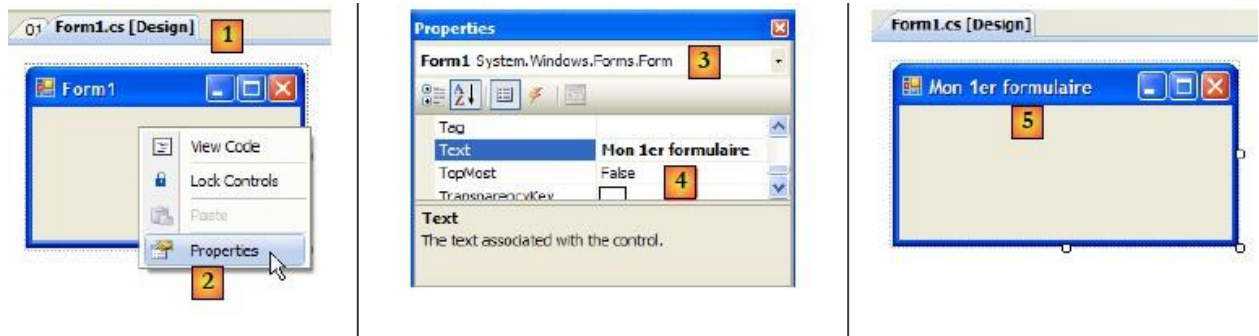 01 Form1.cs [Design]
1
Form1
View Code
Lock Controls
Paste
Properties
2
Properties
Form1 System.Windows.Forms.Form
3
Tag
Text Mon 1er formulaire
TopMost False
4
TransparencyKey
Text
The text associated with the control.
Form1.cs [Design]
Mon 1er formulaire
5